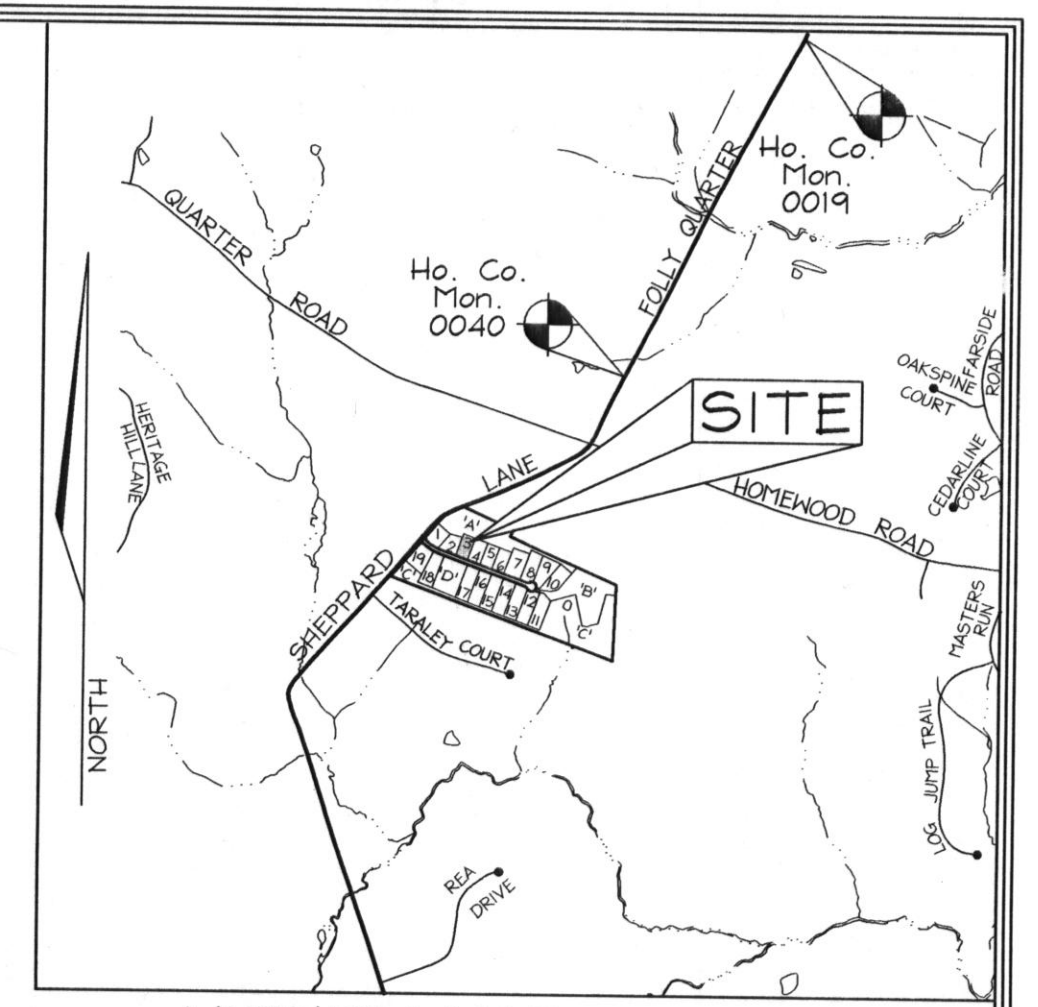 Ho. Co.
Mon.
0019
QUARTER
ROAD
FOLLY QUARTER
Ho. Co.
Mon.
0040
FARSIDE
ROAD
OAKSPINE
COURT
SITE
HERITAGE
HILL LANE
LANE
CEDARLINE
COURT
HOMEWOOD ROAD
'A'
1
2
3
4
5
6
7
8
9
10
'B'
SHEPPARD
19
18
'C'
'D'
17
16
15
14
13
12
11
O
'C'
TARALEY COURT
MASTERS
RUN
NORTH
LOG JUMP TRAIL
REA
DRIVE